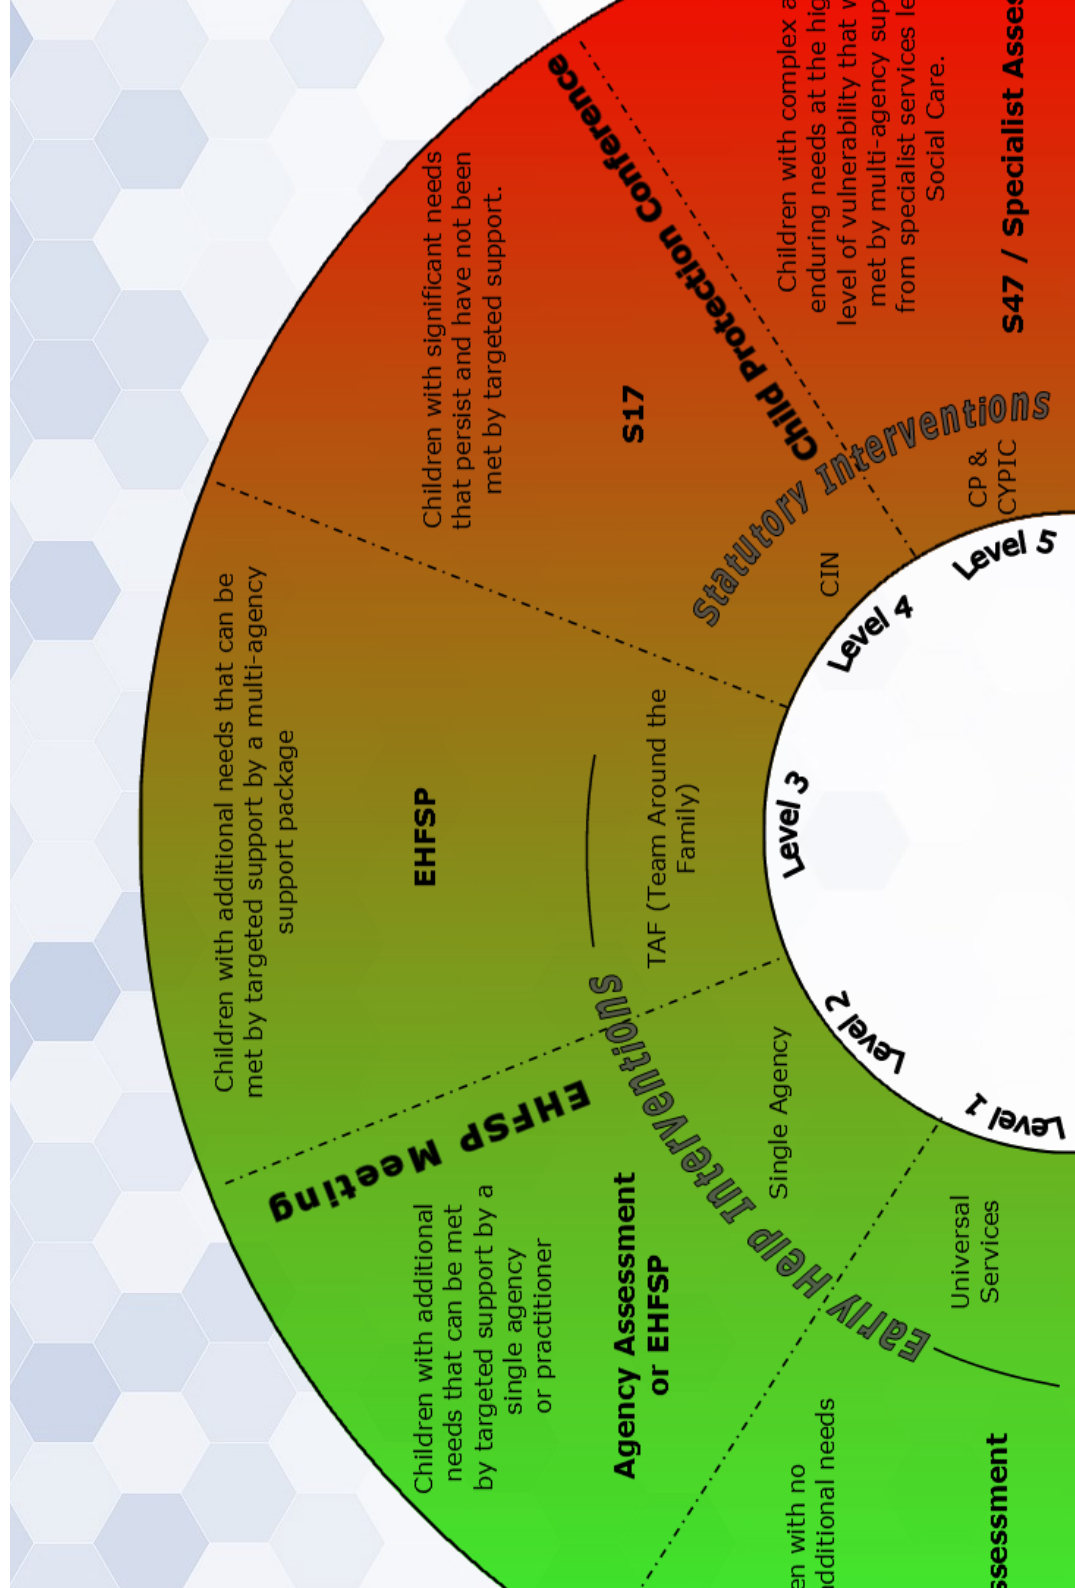 Children with no
additional needs
Assessment
Universal
Services
Level 1
Early Help Interventions
Children with additional
needs that can be met
by targeted support by a
single agency
or practitioner
Agency Assessment
or EHFSP
Single Agency
Level 2
EHFSP Meeting
Children with additional needs that can be
met by targeted support by a multi-agency
support package
EHFSP
TAF (Team Around the
Family)
Level 3
Children with significant needs
that persist and have not been
met by targeted support.
S17
Statutory Interventions
CIN
Level 4
Child Protection Conference
Children with complex
enduring needs at the
level of vulnerability that
met by multi-agency
from specialist services
Social Care.
S47 / Specialist
CP &
CYPIC
Level 5